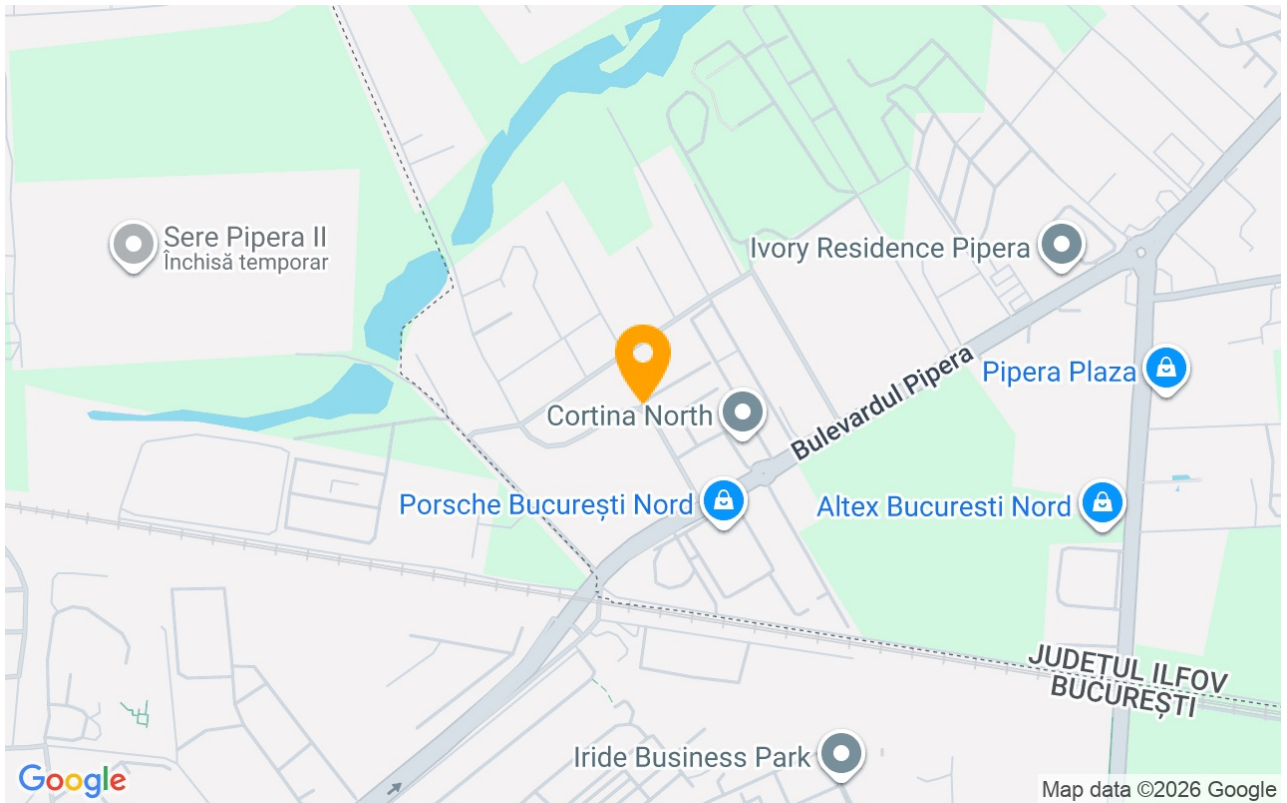 Sere Pipera II
Închisă temporar
Ivory Residence Pipera
Bulevardul Pipera
Pipera Plaza
Cortina North
Porsche București Nord
Altex Bucuresti Nord
JUDEȚUL ILFOV
BUCUREȘTI
Iride Business Park
Google
Map data ©2026 Google